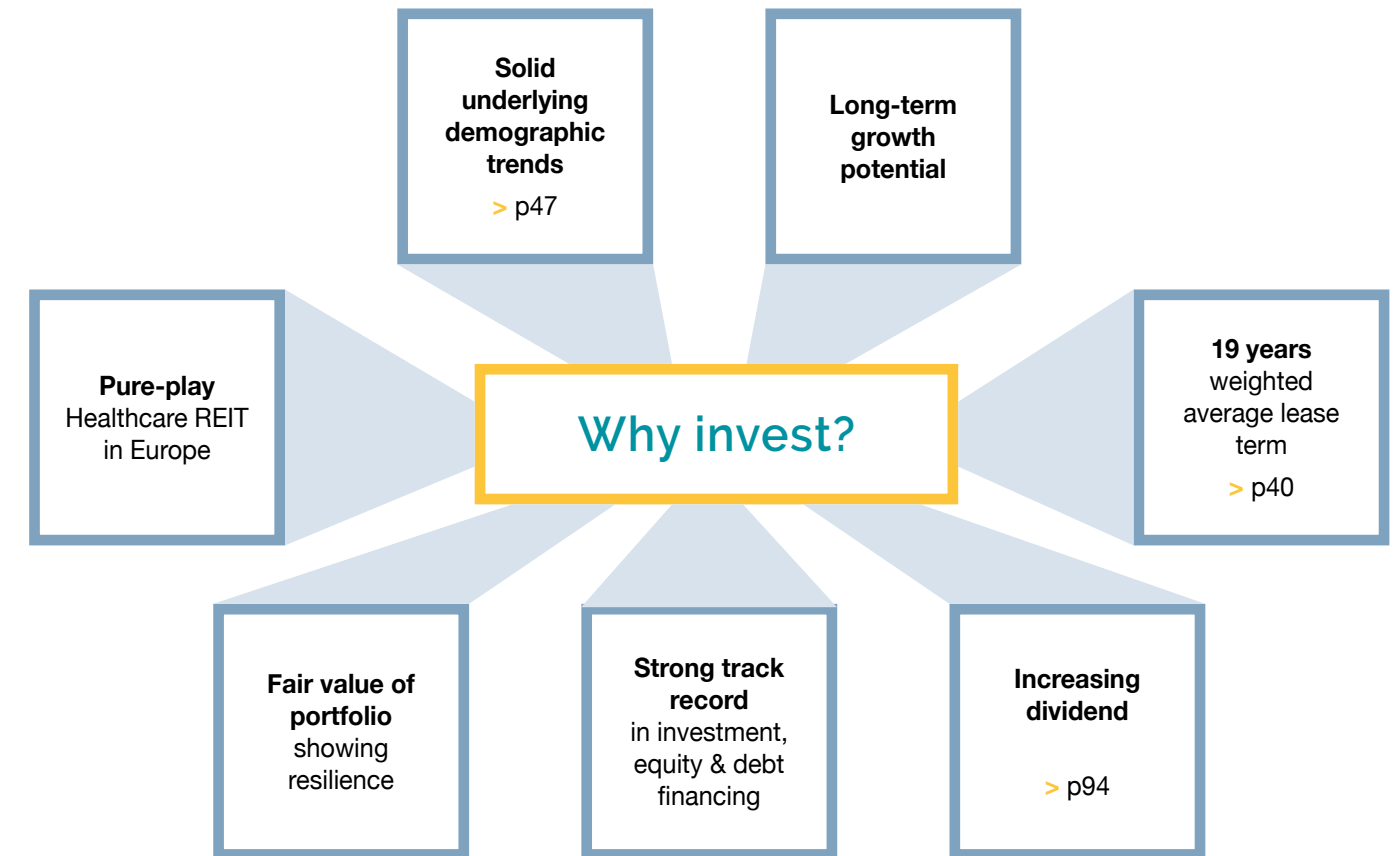 Solid
underlying
demographic
trends
> p47
Long-term
growth
potential
Pure-play
Healthcare REIT
in Europe
Why invest?
19 years
weighted
average lease
term
> p40
Fair value of
portfolio
showing
resilience
Strong track
record
in investment,
equity & debt
financing
Increasing
dividend
> p94